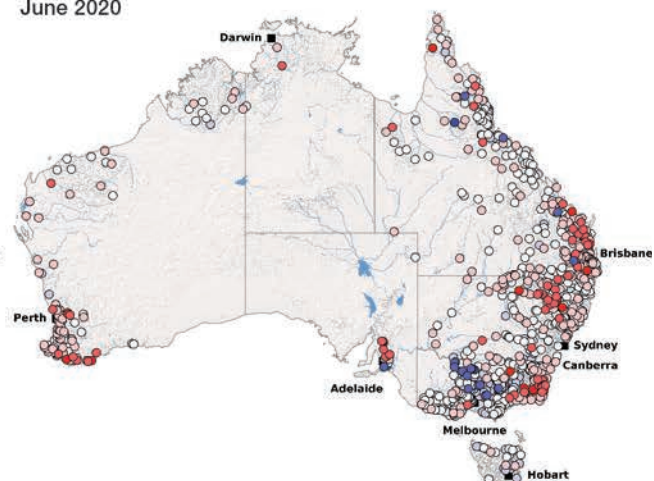 June 2020
Darwin
Brisbane
Perth
Sydney
Canberra
Adelaide
Melbourne
Hobart